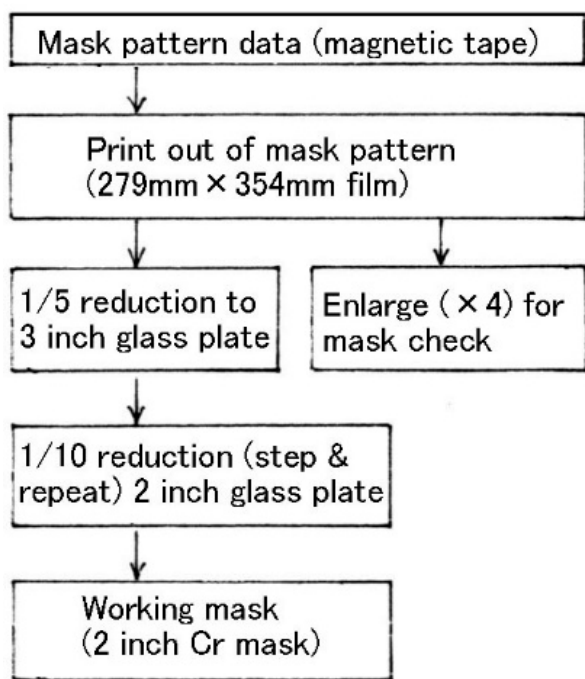 Mask pattern data (magnetic tape)
Print out of mask pattern
(279mm × 354mm film)
1/5 reduction to
3 inch glass plate
Enlarge (× 4) for
mask check
1/10 reduction (step &
repeat) 2 inch glass plate
Working mask
(2 inch Cr mask)